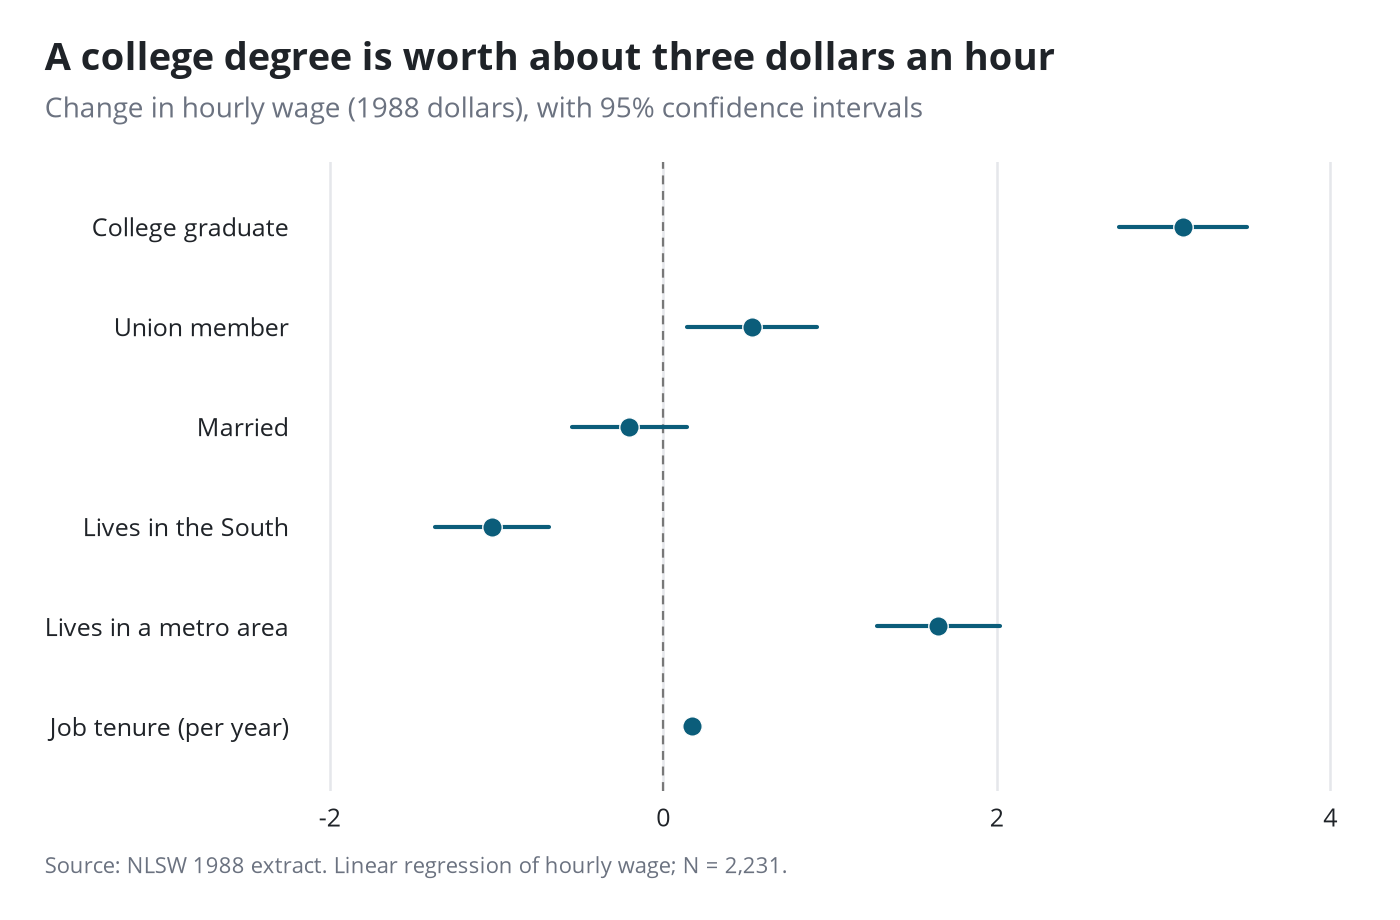 A college degree is worth about three dollars an hour
Change in hourly wage (1988 dollars), with 95% confidence intervals
College graduate
Union member
Married
Lives in the South
Lives in a metro area
Job tenure (per year)
-2 0 2 4
Source: NLSW 1988 extract. Linear regression of hourly wage; N = 2,231.